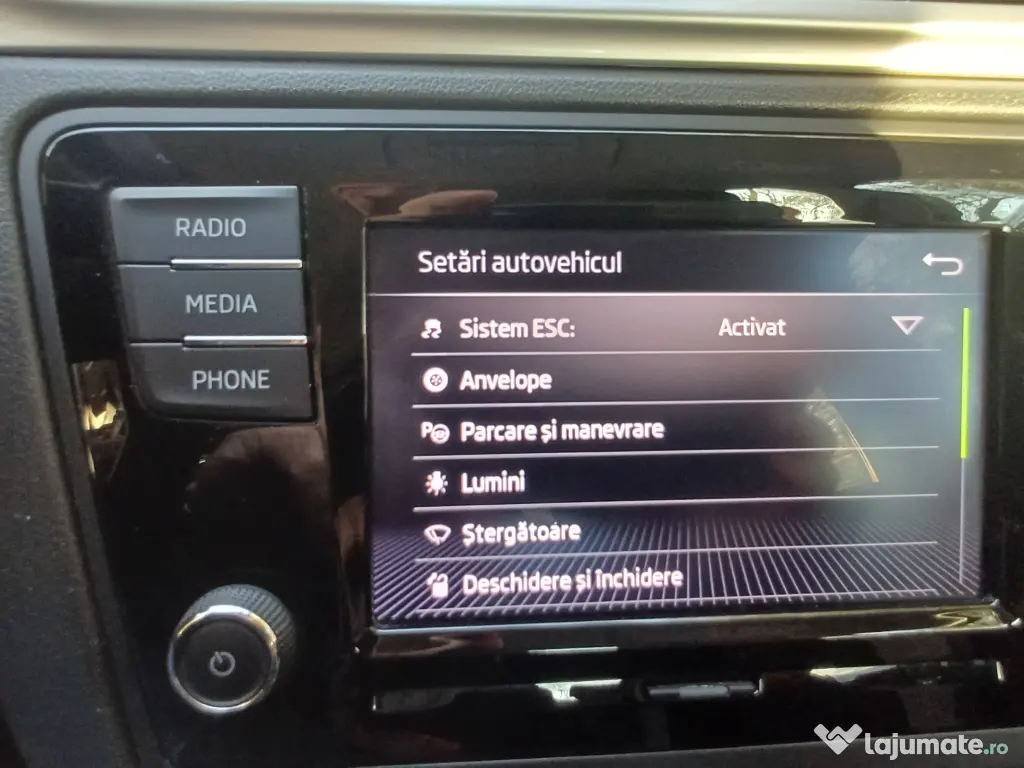 RADIO
MEDIA
PHONE
Setări autovehicul
Sistem ESC: Activat
Anvelope
Parcare și manevrare
Lumini
Ștergătoare
Deschidere și închidere
lajumate.ro